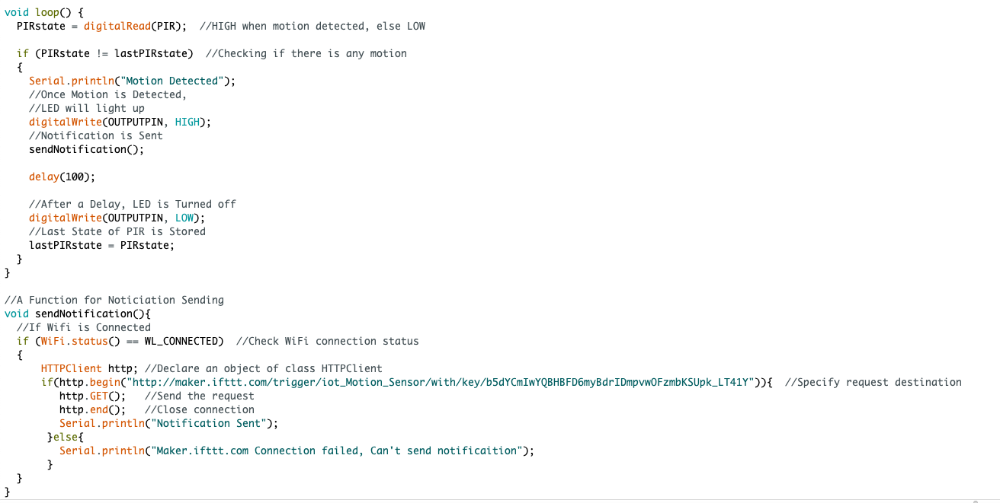 void loop() {
PIRstate = digitalRead(PIR);  //HIGH when motion detected, else LOW
if (PIRstate != lastPIRstate)  //Checking if there is any motion
{
Serial.println("Motion Detected");
//Once Motion is Detected,
//LED will light up
digitalWrite(OUTPUTPIN, HIGH);
//Notification is Sent
sendNotification();
delay(100);
//After a Delay, LED is Turned off
digitalWrite(OUTPUTPIN, LOW);
//Last State of PIR is Stored
lastPIRstate = PIRstate;
}
}
//A Function for Noticiation Sending
void sendNotification(){
//If Wifi is Connected
if (WiFi.status() == WL_CONNECTED)  //Check WiFi connection status
{
HTTPClient http; //Declare an object of class HTTPClient
if(http.begin("http://maker.ifttt.com/trigger/iot_Motion_Sensor/with/key/b5dYCmIwYQBHBFD6myBdrIDmpvwOFzmbKSUpk_LT41Y")){  //Specify request destination
http.GET();   //Send the request
http.end();   //Close connection
Serial.println("Notification Sent");
}else{
Serial.println("Maker.ifttt.com Connection failed, Can't send notificaition");
}
}
}